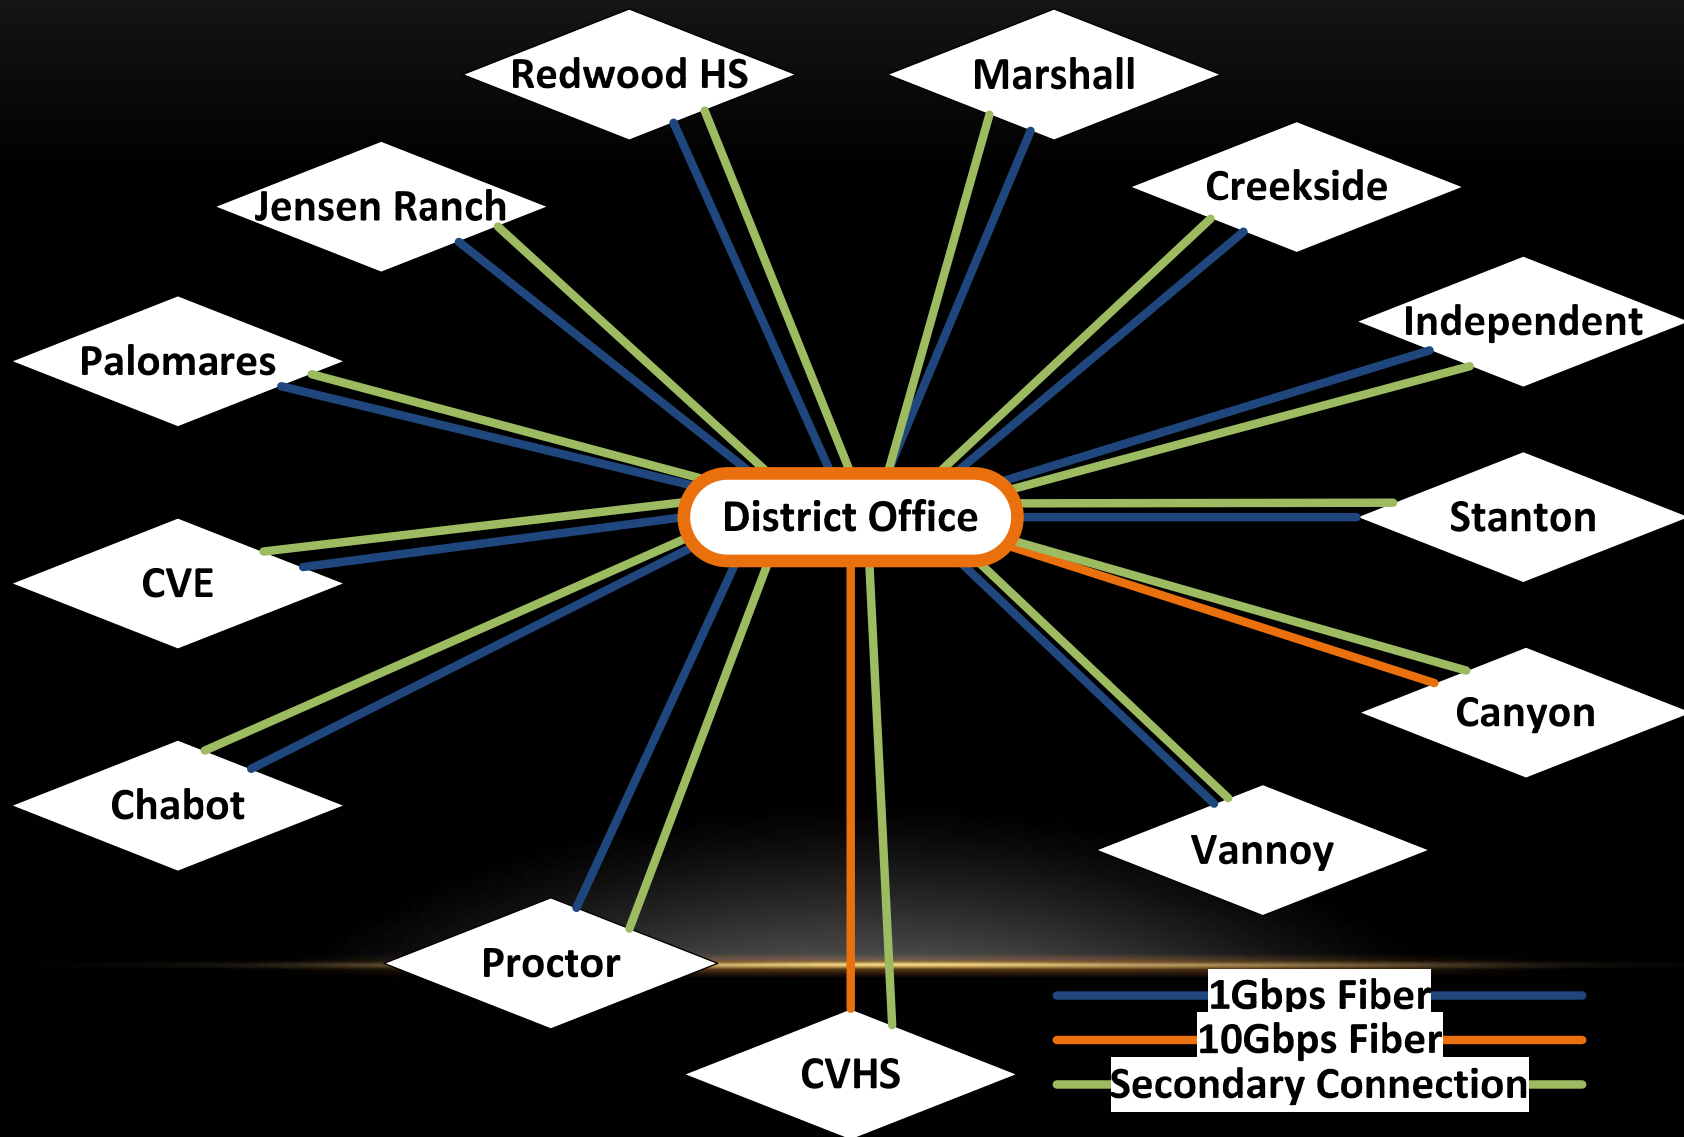 Redwood HS
Marshall
Creekside
Jensen Ranch
Independent
Palomares
District Office
Stanton
CVE
Canyon
Chabot
Vannoy
Proctor
CVHS
1Gbps Fiber
10Gbps Fiber
Secondary Connection